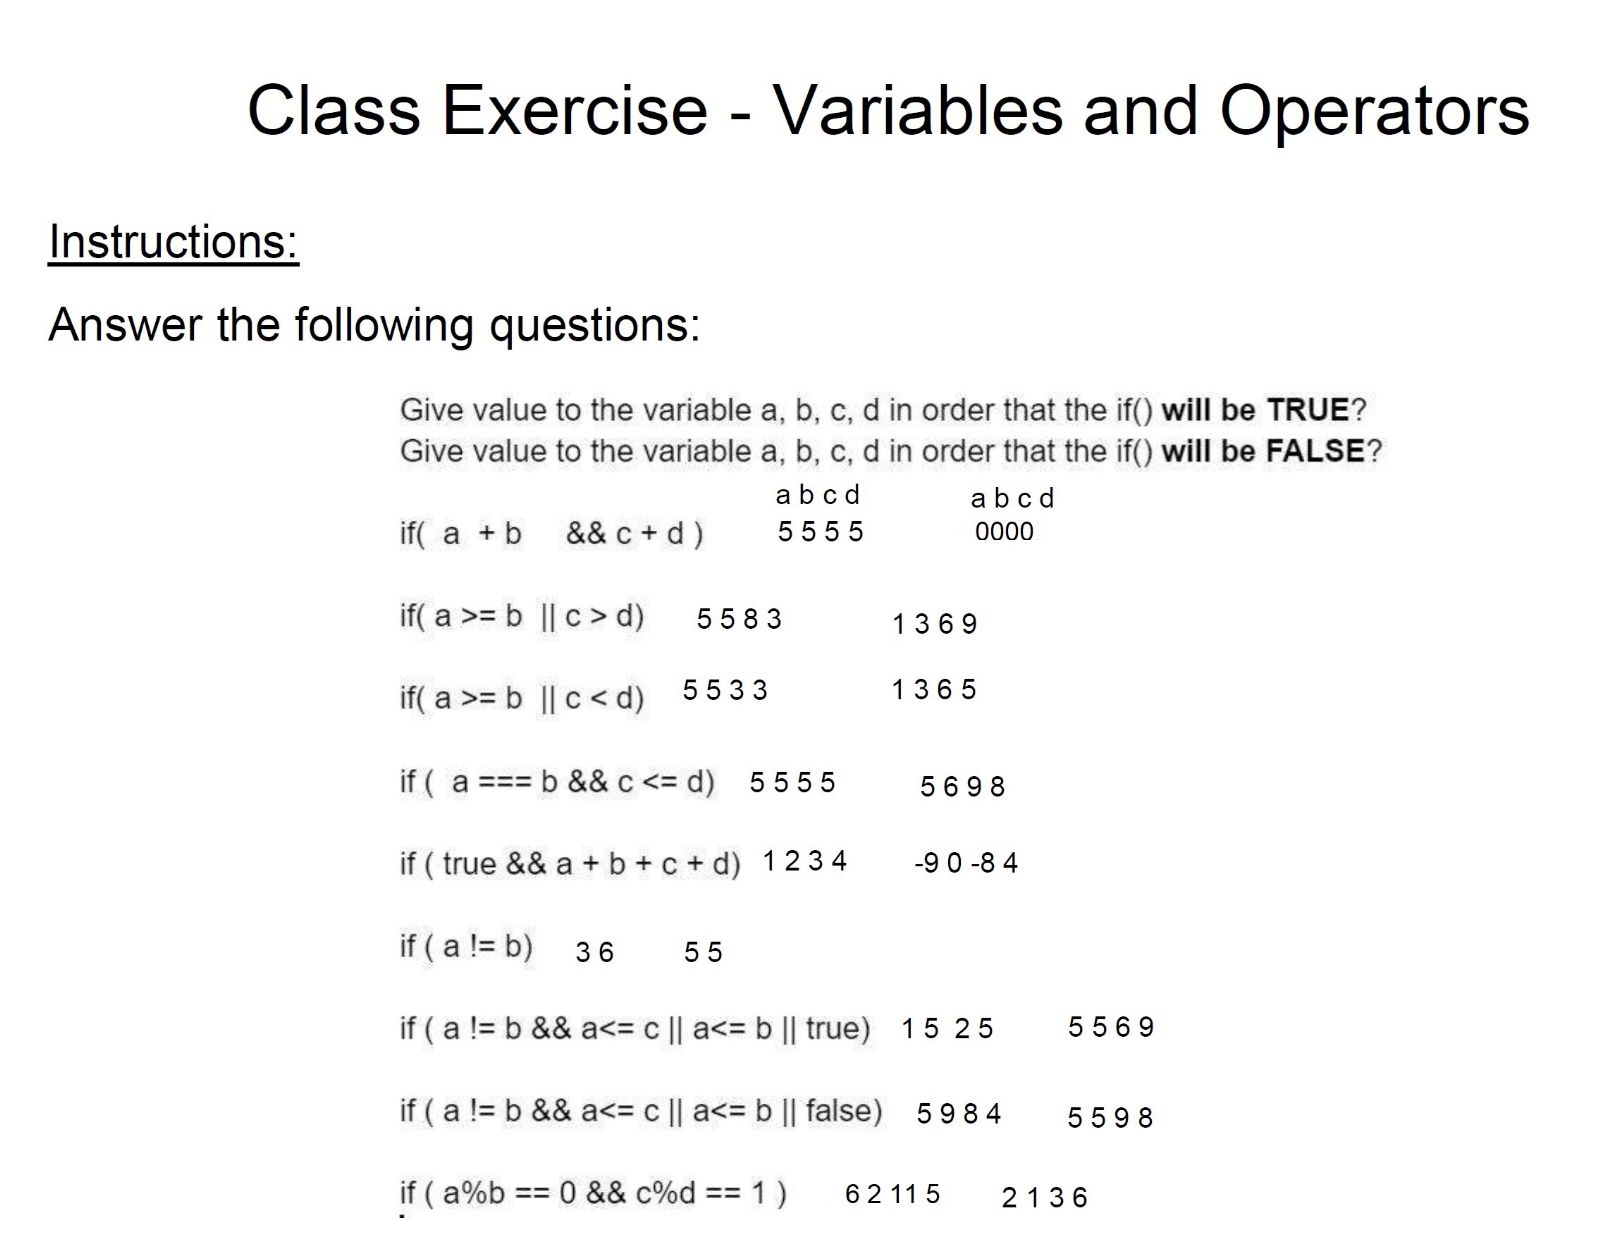 Class Exercise - Variables and Operators
Instructions:
Answer the following questions:
Give value to the variable a, b, c, d in order that the if() will be TRUE?
Give value to the variable a, b, c, d in order that the if() will be FALSE?
a b c d a b c d
if( a + b && c + d ) 5 5 5 5 0000
if( a >= b || c > d) 5 5 8 3 1 3 6 9
if( a >= b || c < d) 5 5 3 3 1 3 6 5
if ( a === b && c <= d) 5 5 5 5 5 6 9 8
if ( true && a + b + c + d) 1 2 3 4 -9 0 -8 4
if ( a != b) 3 6 5 5
if ( a != b && a<= c || a<= b || true) 1 5 2 5 5 5 6 9
if ( a != b && a<= c || a<= b || false) 5 9 8 4 5 5 9 8
if ( a%b == 0 && c%d == 1 ) 6 2 11 5 2 1 3 6